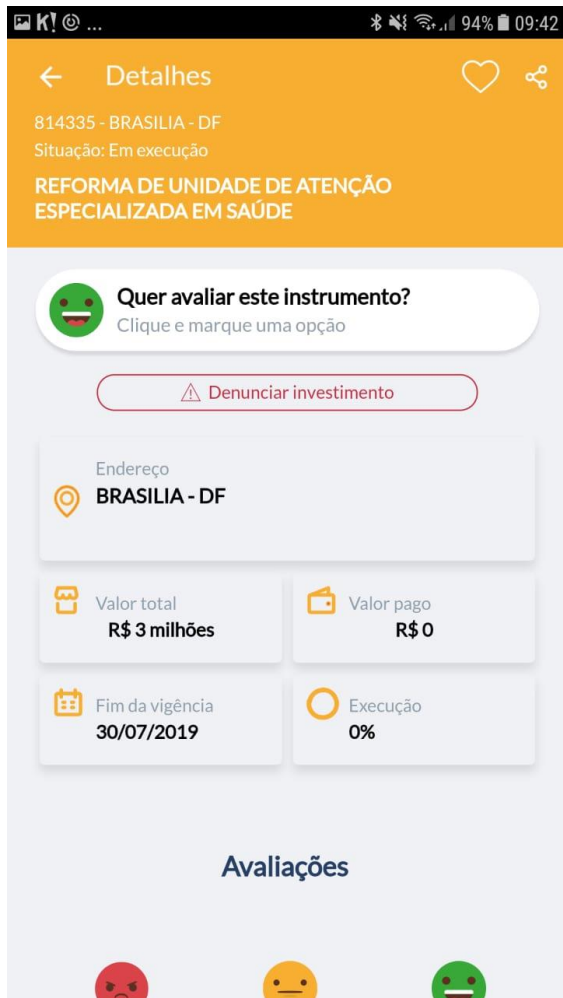 K! ... 94% 09:42
Detalhes
814335 - BRASILIA - DF
Situação: Em execução
REFORMA DE UNIDADE DE ATENÇÃO
ESPECIALIZADA EM SAÚDE
Quer avaliar este instrumento?
Clique e marque uma opção
Denunciar investimento
Endereço
BRASILIA - DF
Valor total
R$ 3 milhões
Valor pago
R$ 0
Fim da vigência
30/07/2019
Execução
0%
Avaliações